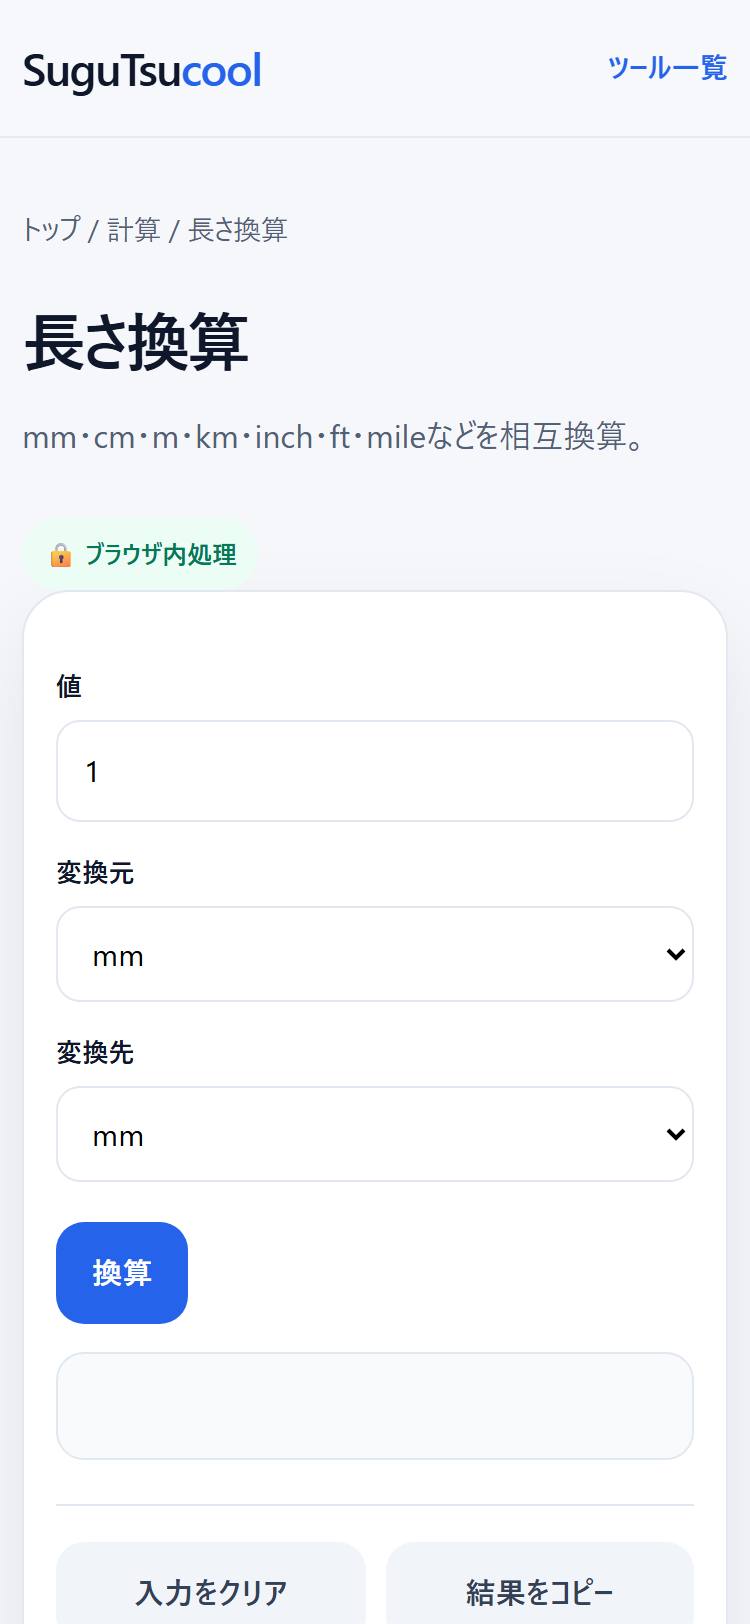 SuguTsucool
ツール一覧
トップ / 計算 / 長さ換算
長さ換算
mm・cm・m・km・inch・ft・mileなどを相互換算。
🔒 ブラウザ内処理
値
1
変換元
mm
変換先
mm
換算
入力をクリア
結果をコピー